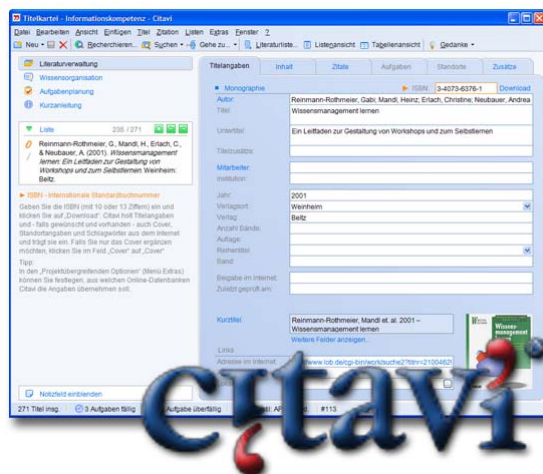 Titelkartei - Informationskompetenz - Citavi
Datei Bearbeiten Ansicht Einfügen Titel Zitation Listen Extras Fenster ?
Neu Recherchieren... Suchen Gehe zu... Literaturliste... Listenansicht Tabellenansicht Gedanke
Literaturverwaltung
Wissensorganisation
Aufgabenplanung
Kurzanleitung
Liste 235 / 271
Reinmann-Rothmeier, G., Mandl, H., Erlach, C.,
& Neubauer, A. (2001). Wissensmanagement
lernen: Ein Leitfaden zur Gestaltung von
Workshops und zum Selbstlernen. Weinheim:
Beltz.
ISBN - Internationale Standardbuchnummer
Geben Sie die ISBN (mit 10 oder 13 Ziffern) ein und
klicken Sie auf „Download“. Citavi holt Titelangaben
und - falls gewünscht und vorhanden - auch Cover,
Standortangaben und Schlagwörter aus dem Internet
und trägt sie ein. Falls Sie nur das Cover ergänzen
möchten, klicken Sie im Feld „Cover“ auf „Cover“
Tipp:
In den „Projektübergreifenden Optionen“ (Menü Extras)
können Sie festlegen, aus welchen Online-Datenbanken
Citavi die Angaben übernehmen soll.
Notizfeld einblenden
Titelangaben Inhalt Zitate Aufgaben Standorte Zusätze
Monographie ISBN: 3-4073-6376-1 Download
Autor: Reinmann-Rothmeier, Gabi; Mandl, Heinz; Erlach, Christine; Neubauer, Andrea
Titel: Wissensmanagement lernen
Untertitel: Ein Leitfaden zur Gestaltung von Workshops und zum Selbstlernen
Titelzusätze:
Mitarbeiter:
Institution:
Jahr: 2001
Verlagsort: Weinheim
Verlag: Beltz
Anzahl Bände:
Auflage:
Reihentitel:
Band:
Beigabe im Internet:
Zuletzt geprüft am:
Kurztitel: Reinmann-Rothmeier, Mandl et. al. 2001 –
Wissensmanagement lernen
Weitere Felder anzeigen...
Links
Adresse im Internet:
Wissens-
management
lernen
271 Titel insg. 3 Aufgaben fällig Aufgabe überfällig #113
citavi